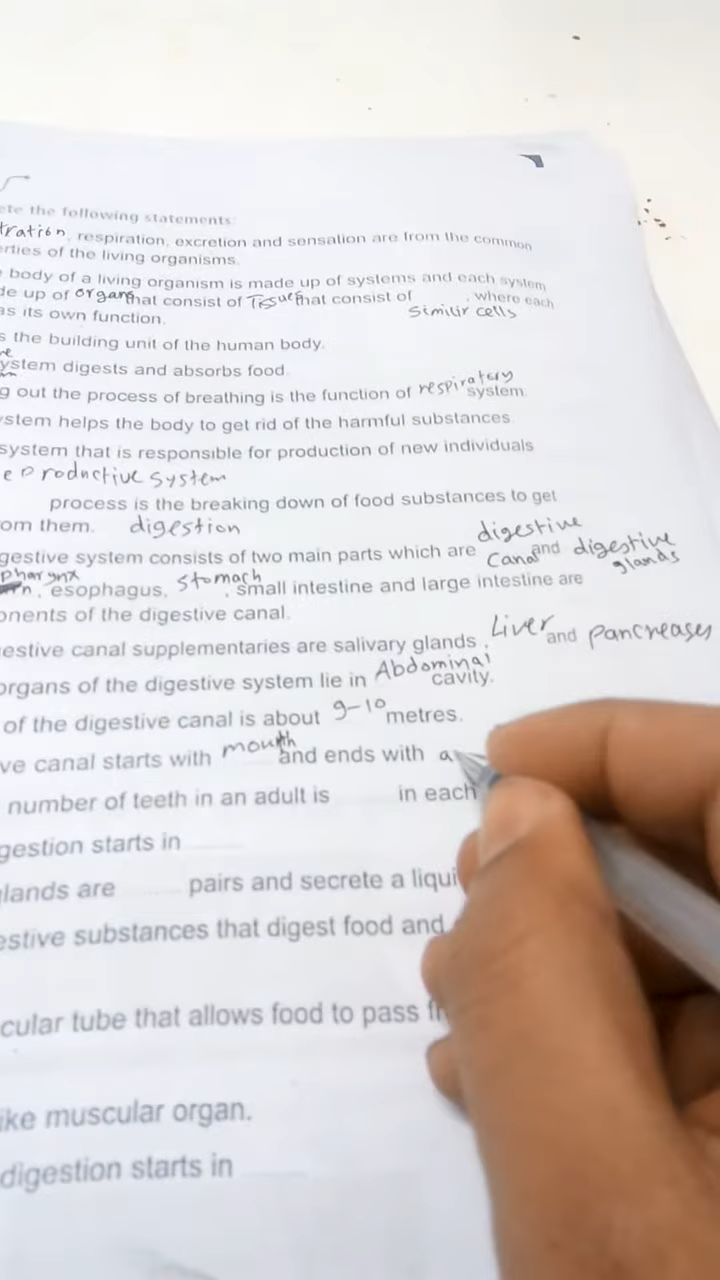 ete the following statements:
tration, respiration, excretion and sensation are from the common
erties of the living organisms.
body of a living organism is made up of systems and each system
de up of organs that consist of Tissues that consist of similir cells, where each
as its own function.
s the building unit of the human body.
ystem digests and absorbs food.
g out the process of breathing is the function of respiratory system.
ystem helps the body to get rid of the harmful substances
system that is responsible for production of new individuals
eproductive system
process is the breaking down of food substances to get
om them. digestion
gestive system consists of two main parts which are digestive canal and digestive glands
pharynx, esophagus, stomach, small intestine and large intestine are
onents of the digestive canal.
estive canal supplementaries are salivary glands, Liver and pancreases
organs of the digestive system lie in Abdominal cavity.
of the digestive canal is about 9-10 metres.
ve canal starts with mouth and ends with a
number of teeth in an adult is in each
gestion starts in
lands are pairs and secrete a liqui
estive substances that digest food and
cular tube that allows food to pass
ike muscular organ.
digestion starts in